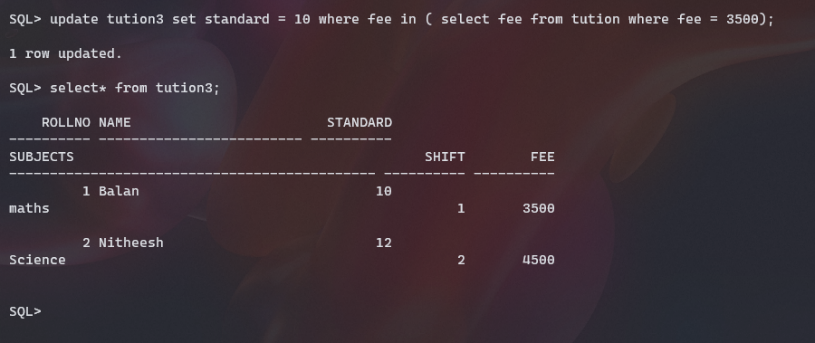 SQL> update tution3 set standard = 10 where fee in ( select fee from tution where fee = 3500);
1 row updated.
SQL> select* from tution3;
    ROLLNO NAME                        STANDARD
---------- ------------------------- ----------
SUBJECTS                                           SHIFT        FEE
--------------------------------------------- ---------- ----------
         1 Balan                             10
maths                                                  1       3500
         2 Nitheesh                          12
Science                                                2       4500
SQL>